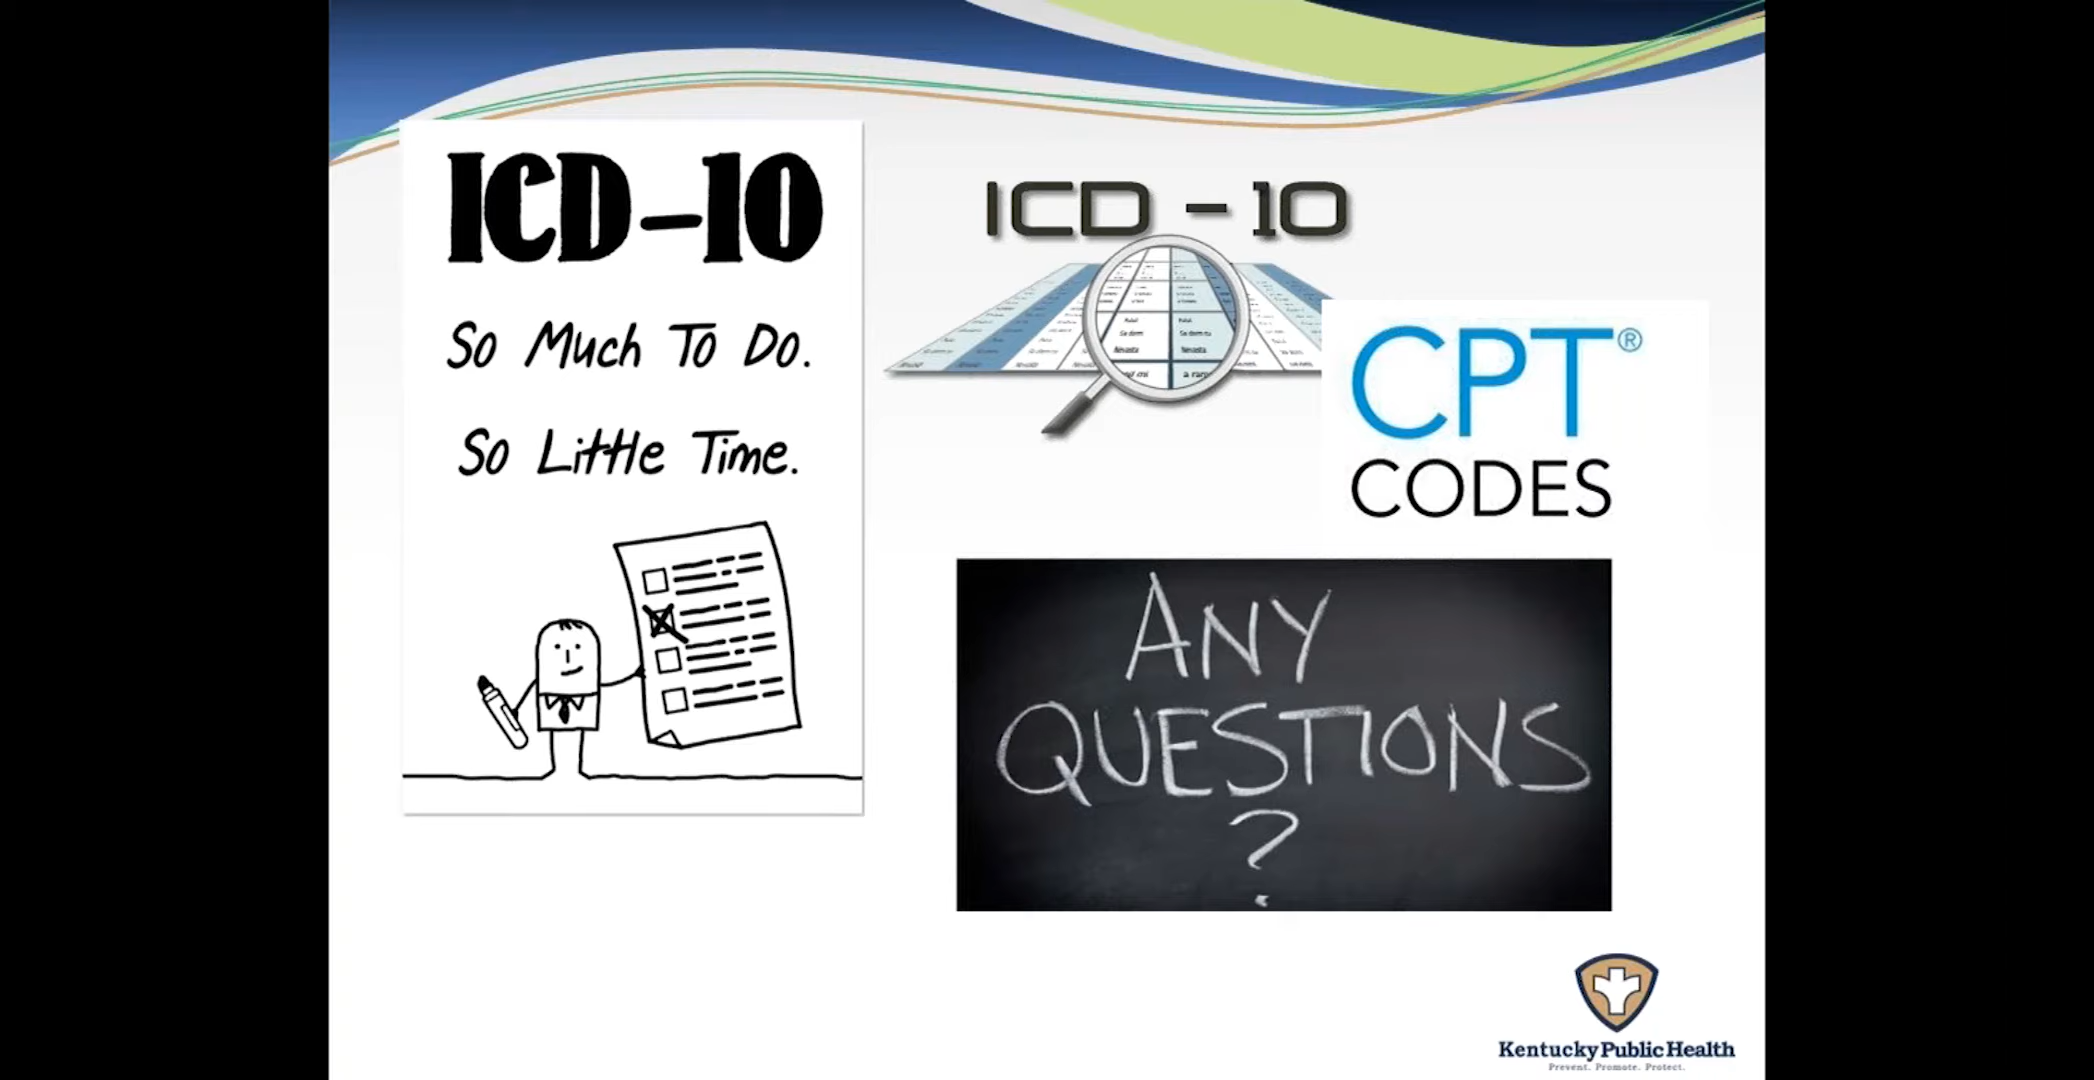 ICD-10
So Much To Do.
So Little Time.
ICD - 10
CPT®
CODES
ANY
QUESTIONS
?
Kentucky Public Health
Prevent. Promote. Protect.